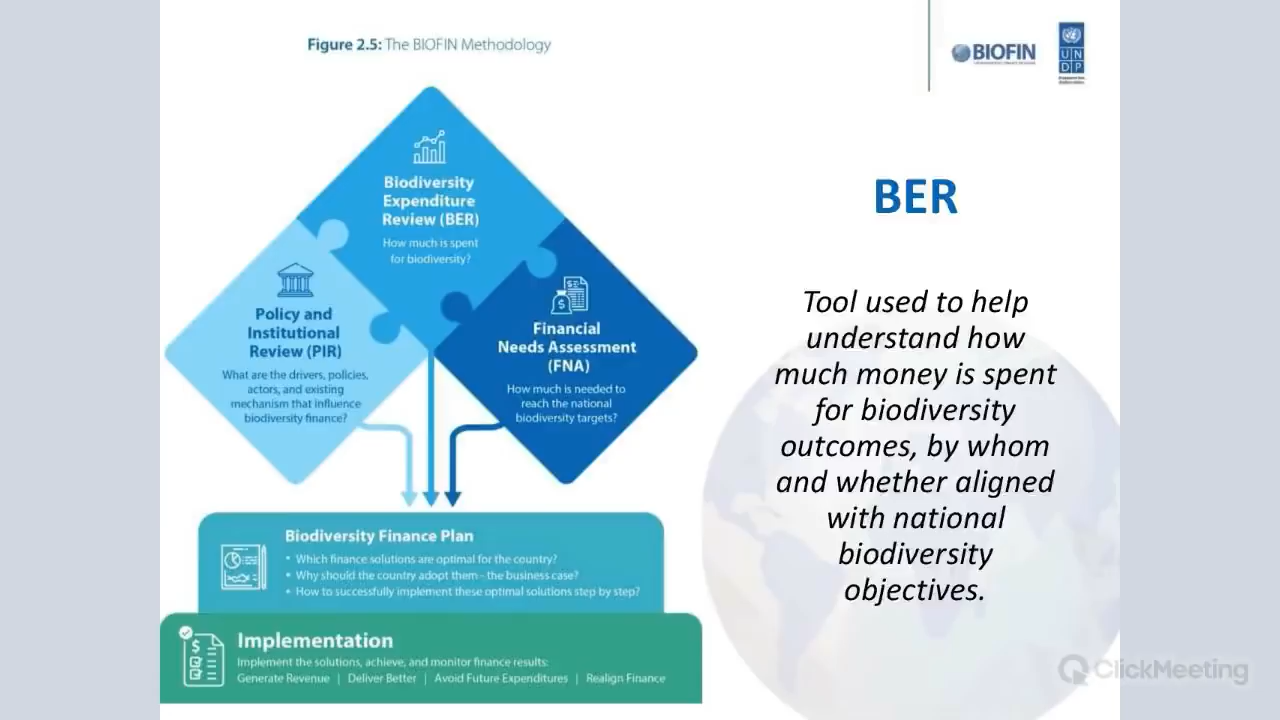 Figure 2.5: The BIOFIN Methodology
BIOFIN
U N
D P
Biodiversity
Expenditure
Review (BER)
How much is spent
for biodiversity?
Policy and
Institutional
Review (PIR)
What are the drivers, policies,
actors, and existing
mechanism that influence
biodiversity finance?
Financial
Needs Assessment
(FNA)
How much is needed to
reach the national
biodiversity targets?
Biodiversity Finance Plan
• Which finance solutions are optimal for the country?
• Why should the country adopt them - the business case?
• How to successfully implement these optimal solutions step by step?
Implementation
Implement the solutions, achieve, and monitor finance results:
Generate Revenue | Deliver Better | Avoid Future Expenditures | Realign Finance
BER
Tool used to help
understand how
much money is spent
for biodiversity
outcomes, by whom
and whether aligned
with national
biodiversity
objectives.
ClickMeeting